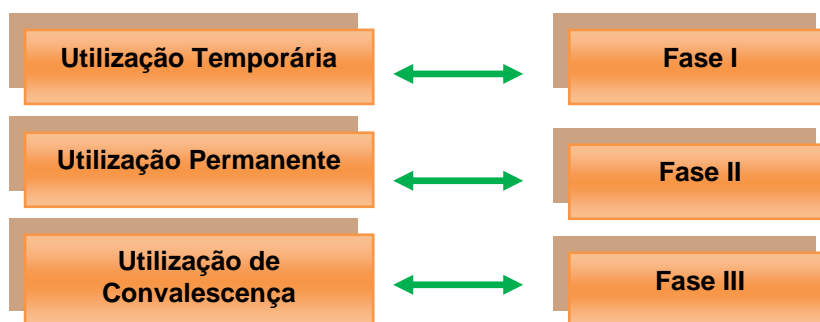 Utilização Temporária
Fase I
Utilização Permanente
Fase II
Utilização de
Convalescença
Fase III